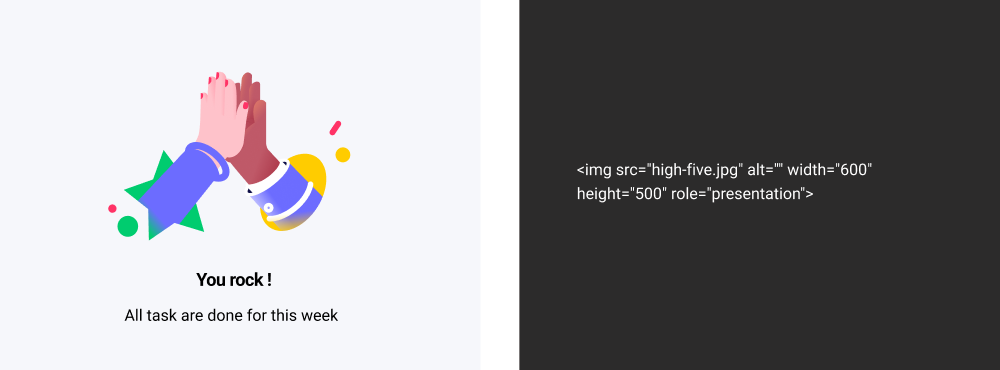 You rock !
All task are done for this week
<img src="high-five.jpg" alt="" width="600"
height="500" role="presentation">